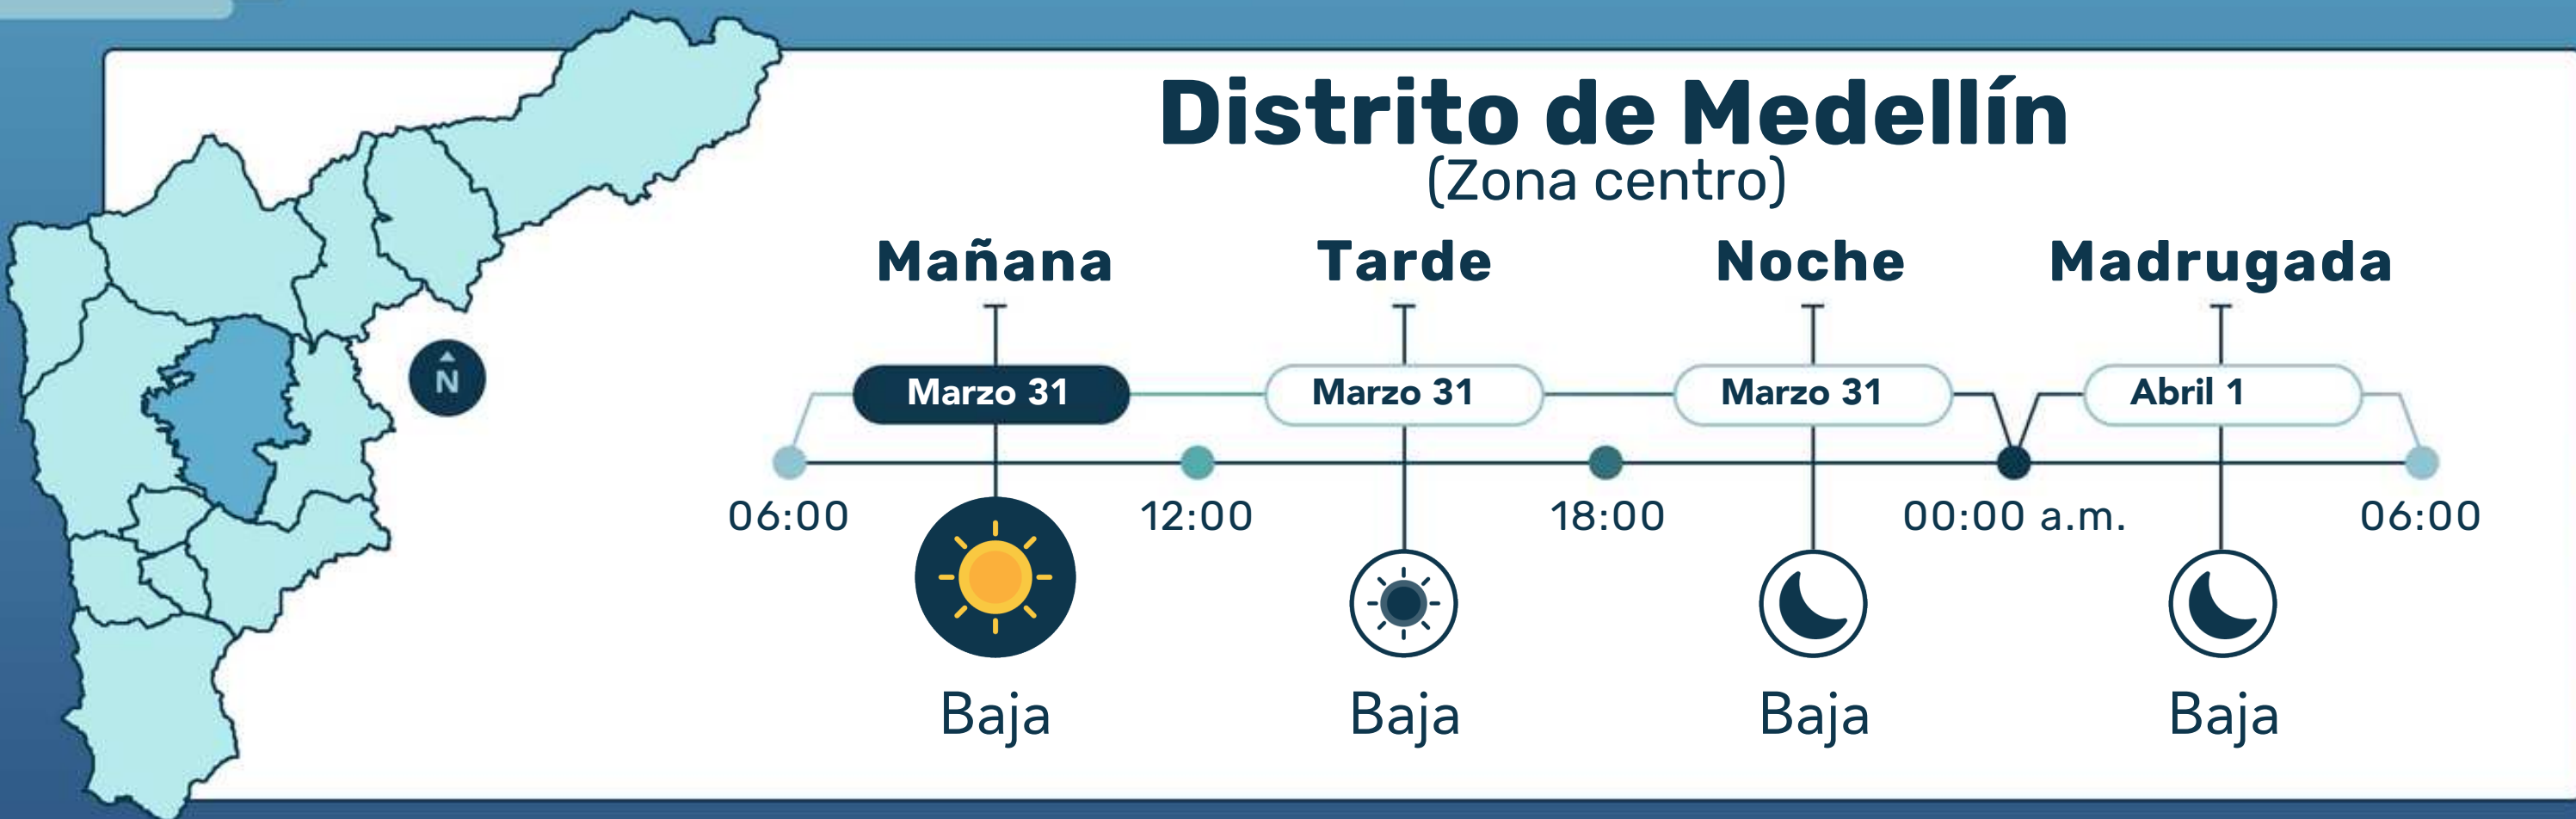 Distrito de Medellín
(Zona centro)
Mañana Tarde Noche Madrugada
Marzo 31 Marzo 31 Marzo 31 Abril 1
N
06:00 12:00 18:00 00:00 a.m. 06:00
Baja Baja Baja Baja